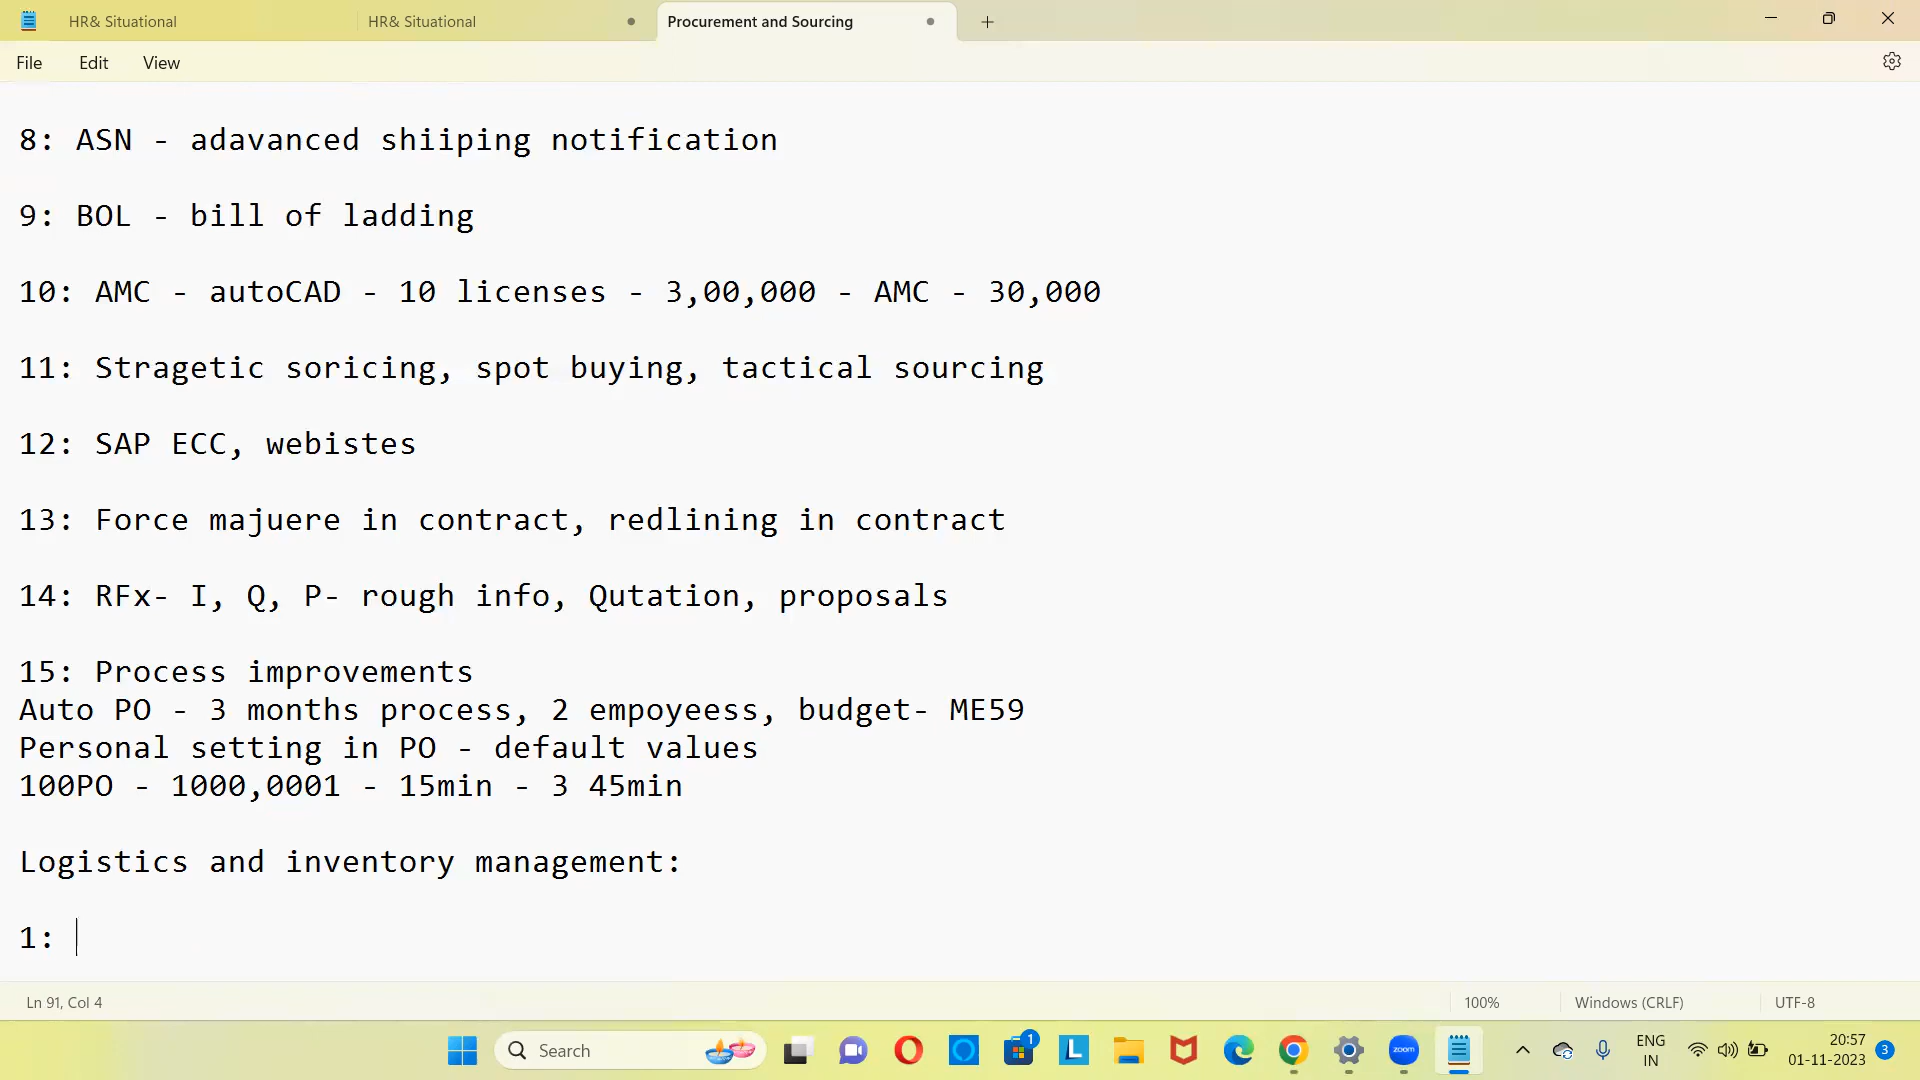 HR& Situational
HR& Situational
Procurement and Sourcing
File Edit View
8: ASN - adavanced shiiping notification
9: BOL - bill of ladding
10: AMC - autoCAD - 10 licenses - 3,00,000 - AMC - 30,000
11: Stragetic soricing, spot buying, tactical sourcing
12: SAP ECC, webistes
13: Force majuere in contract, redlining in contract
14: RFx- I, Q, P- rough info, Qutation, proposals
15: Process improvements
Auto PO - 3 months process, 2 empoyeess, budget- ME59
Personal setting in PO - default values
100PO - 1000,0001 - 15min - 3 45min
Logistics and inventory management:
1:
Ln 91, Col 4
100%
Windows (CRLF)
UTF-8
Search
1
L
zoom
ENG
IN
20:57
01-11-2023
3